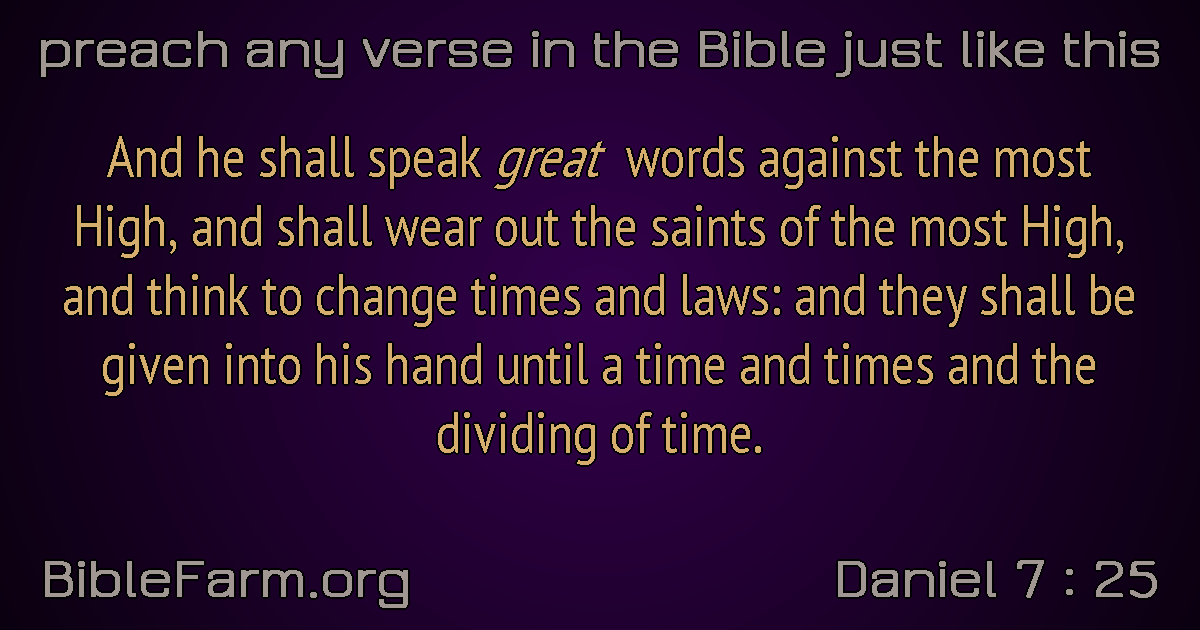 preach any verse in the Bible just like this
And he shall speak great words against the most
High, and shall wear out the saints of the most High,
and think to change times and laws: and they shall be
given into his hand until a time and times and the
dividing of time.
BibleFarm.org
Daniel 7 : 25